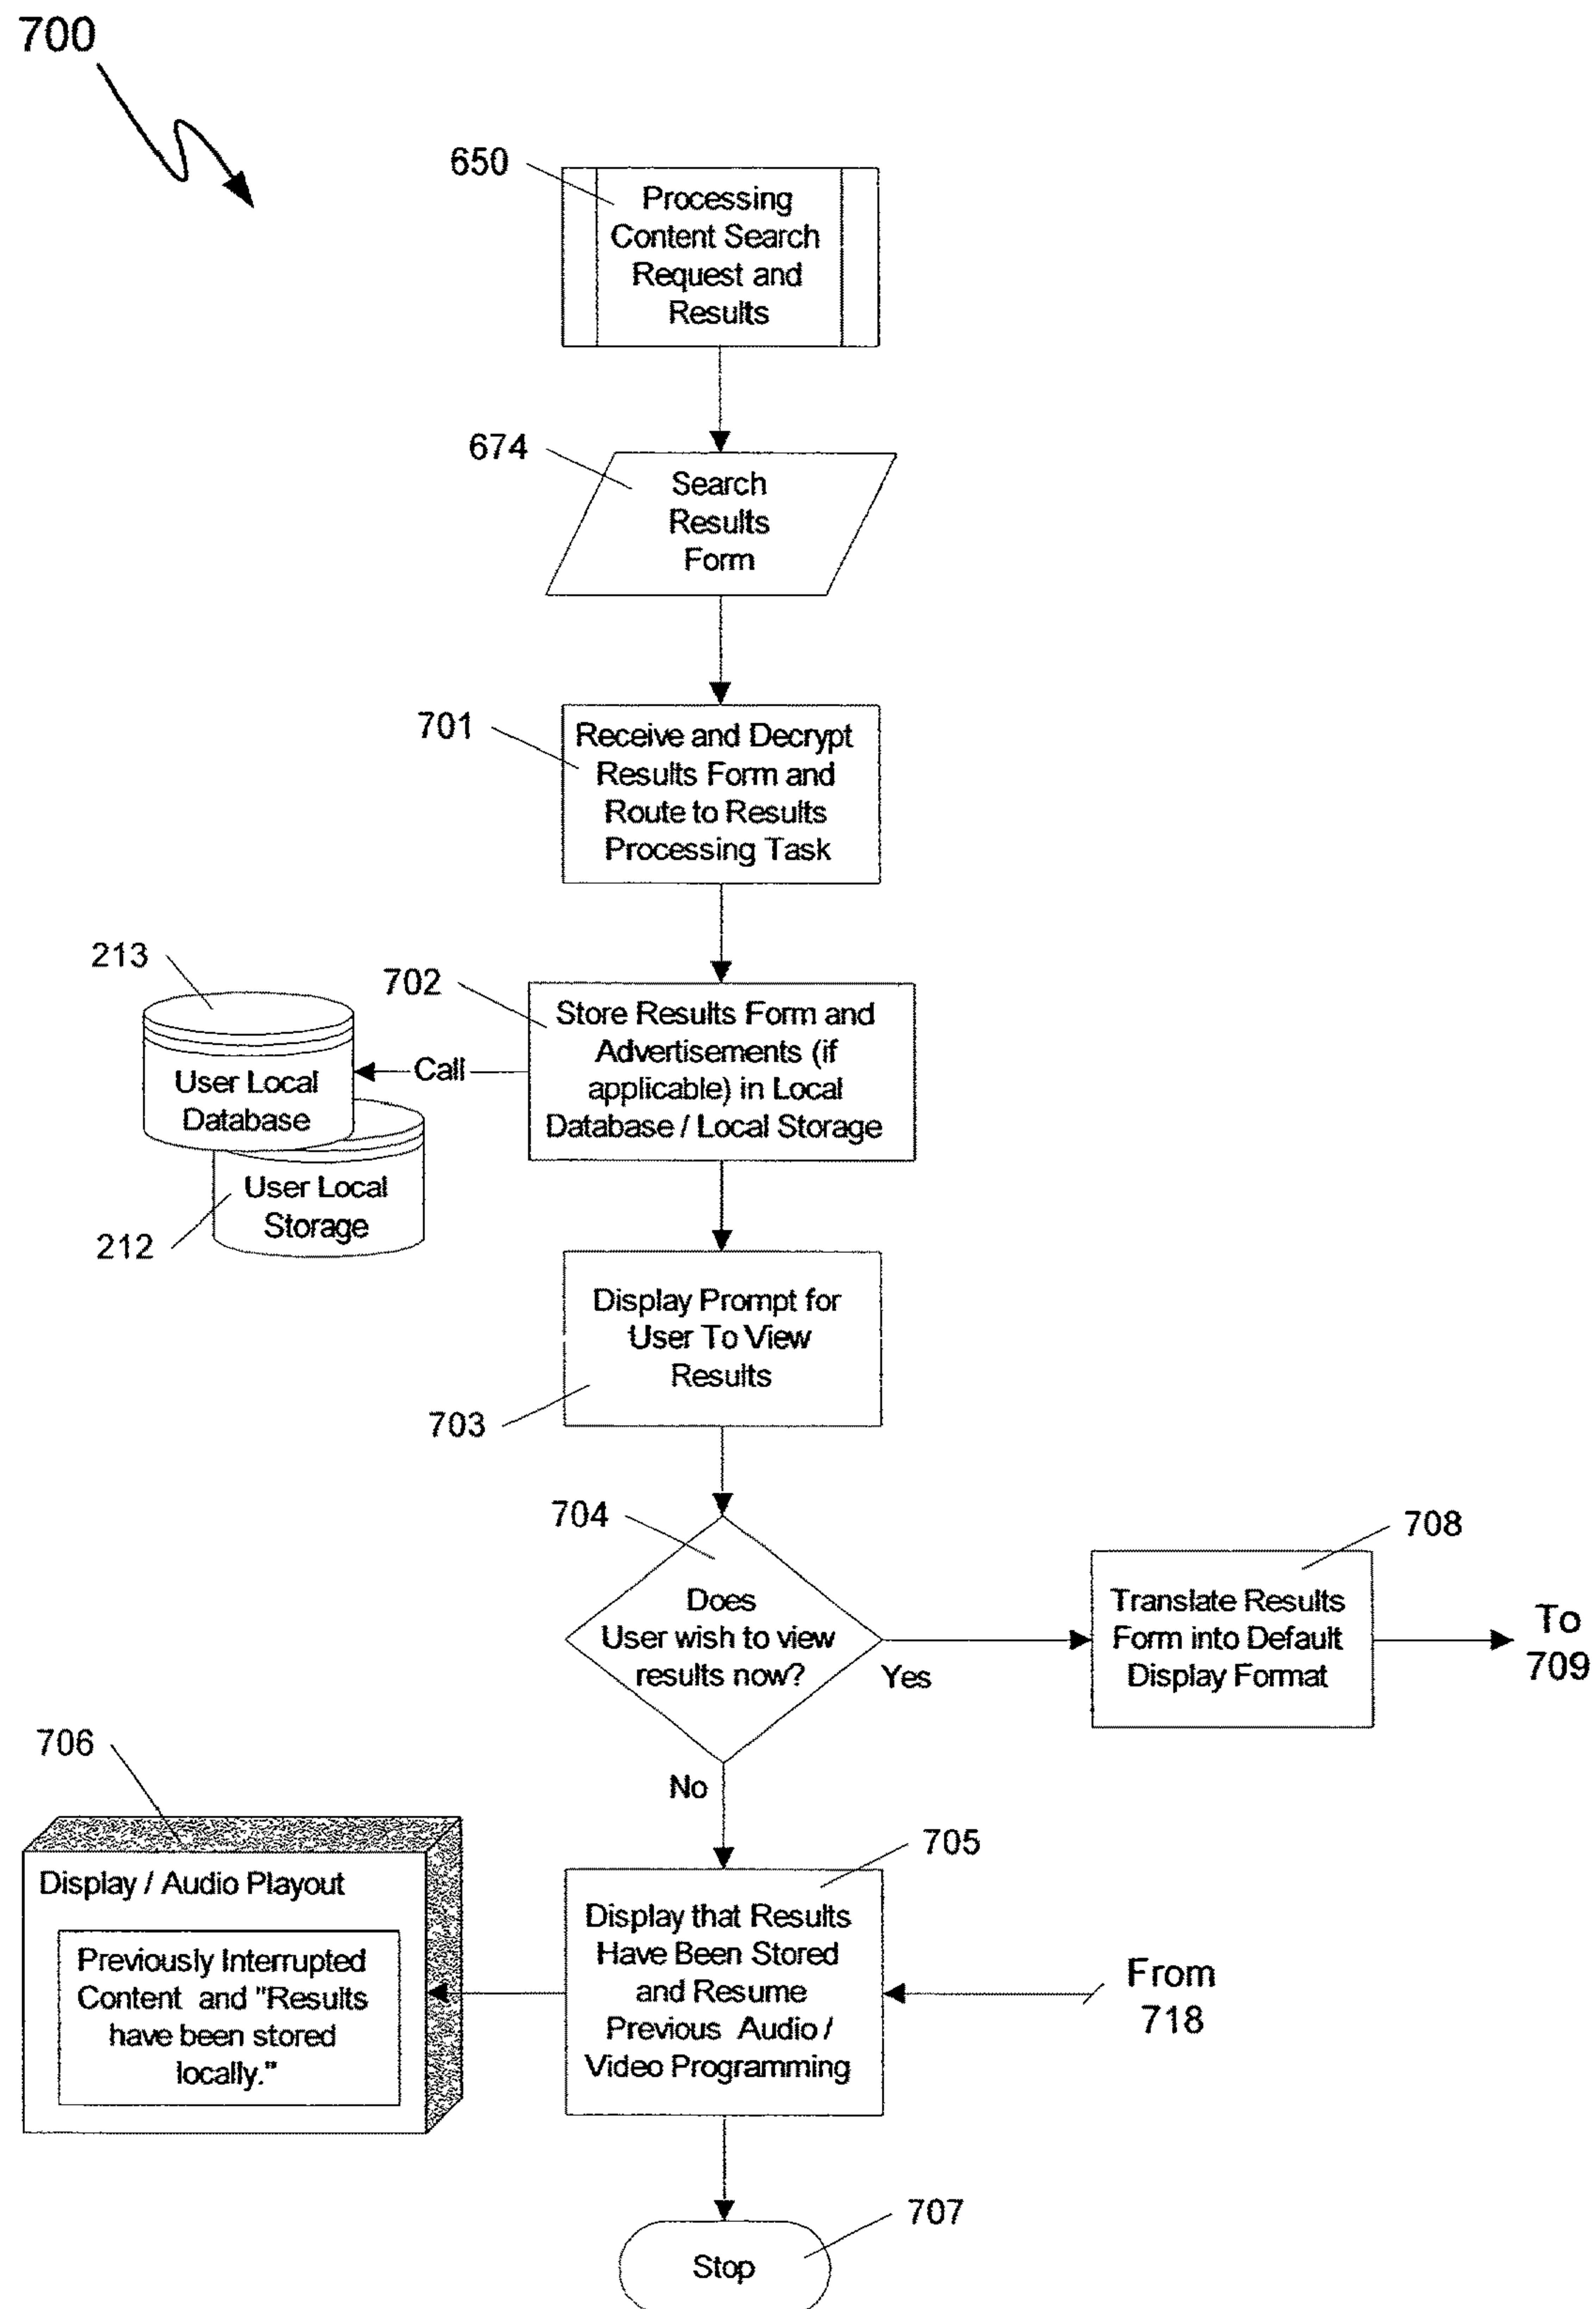 700
650
Processing
Content Search
Request and
Results
674
Search
Results
Form
701
Receive and Decrypt
Results Form and
Route to Results
Processing Task
213
702
Store Results Form and
Advertisements (if
applicable) in Local
Database / Local Storage
Call
User Local
Database
User Local
Storage
212
Display Prompt for
User To View
Results
703
704
Does
User wish to view
results now?
Yes
No
708
Translate Results
Form into Default
Display Format
To
709
706
Display / Audio Playout
Previously Interrupted
Content and "Results
have been stored
locally."
705
Display that Results
Have Been Stored
and Resume
Previous Audio /
Video Programming
From
718
707
Stop